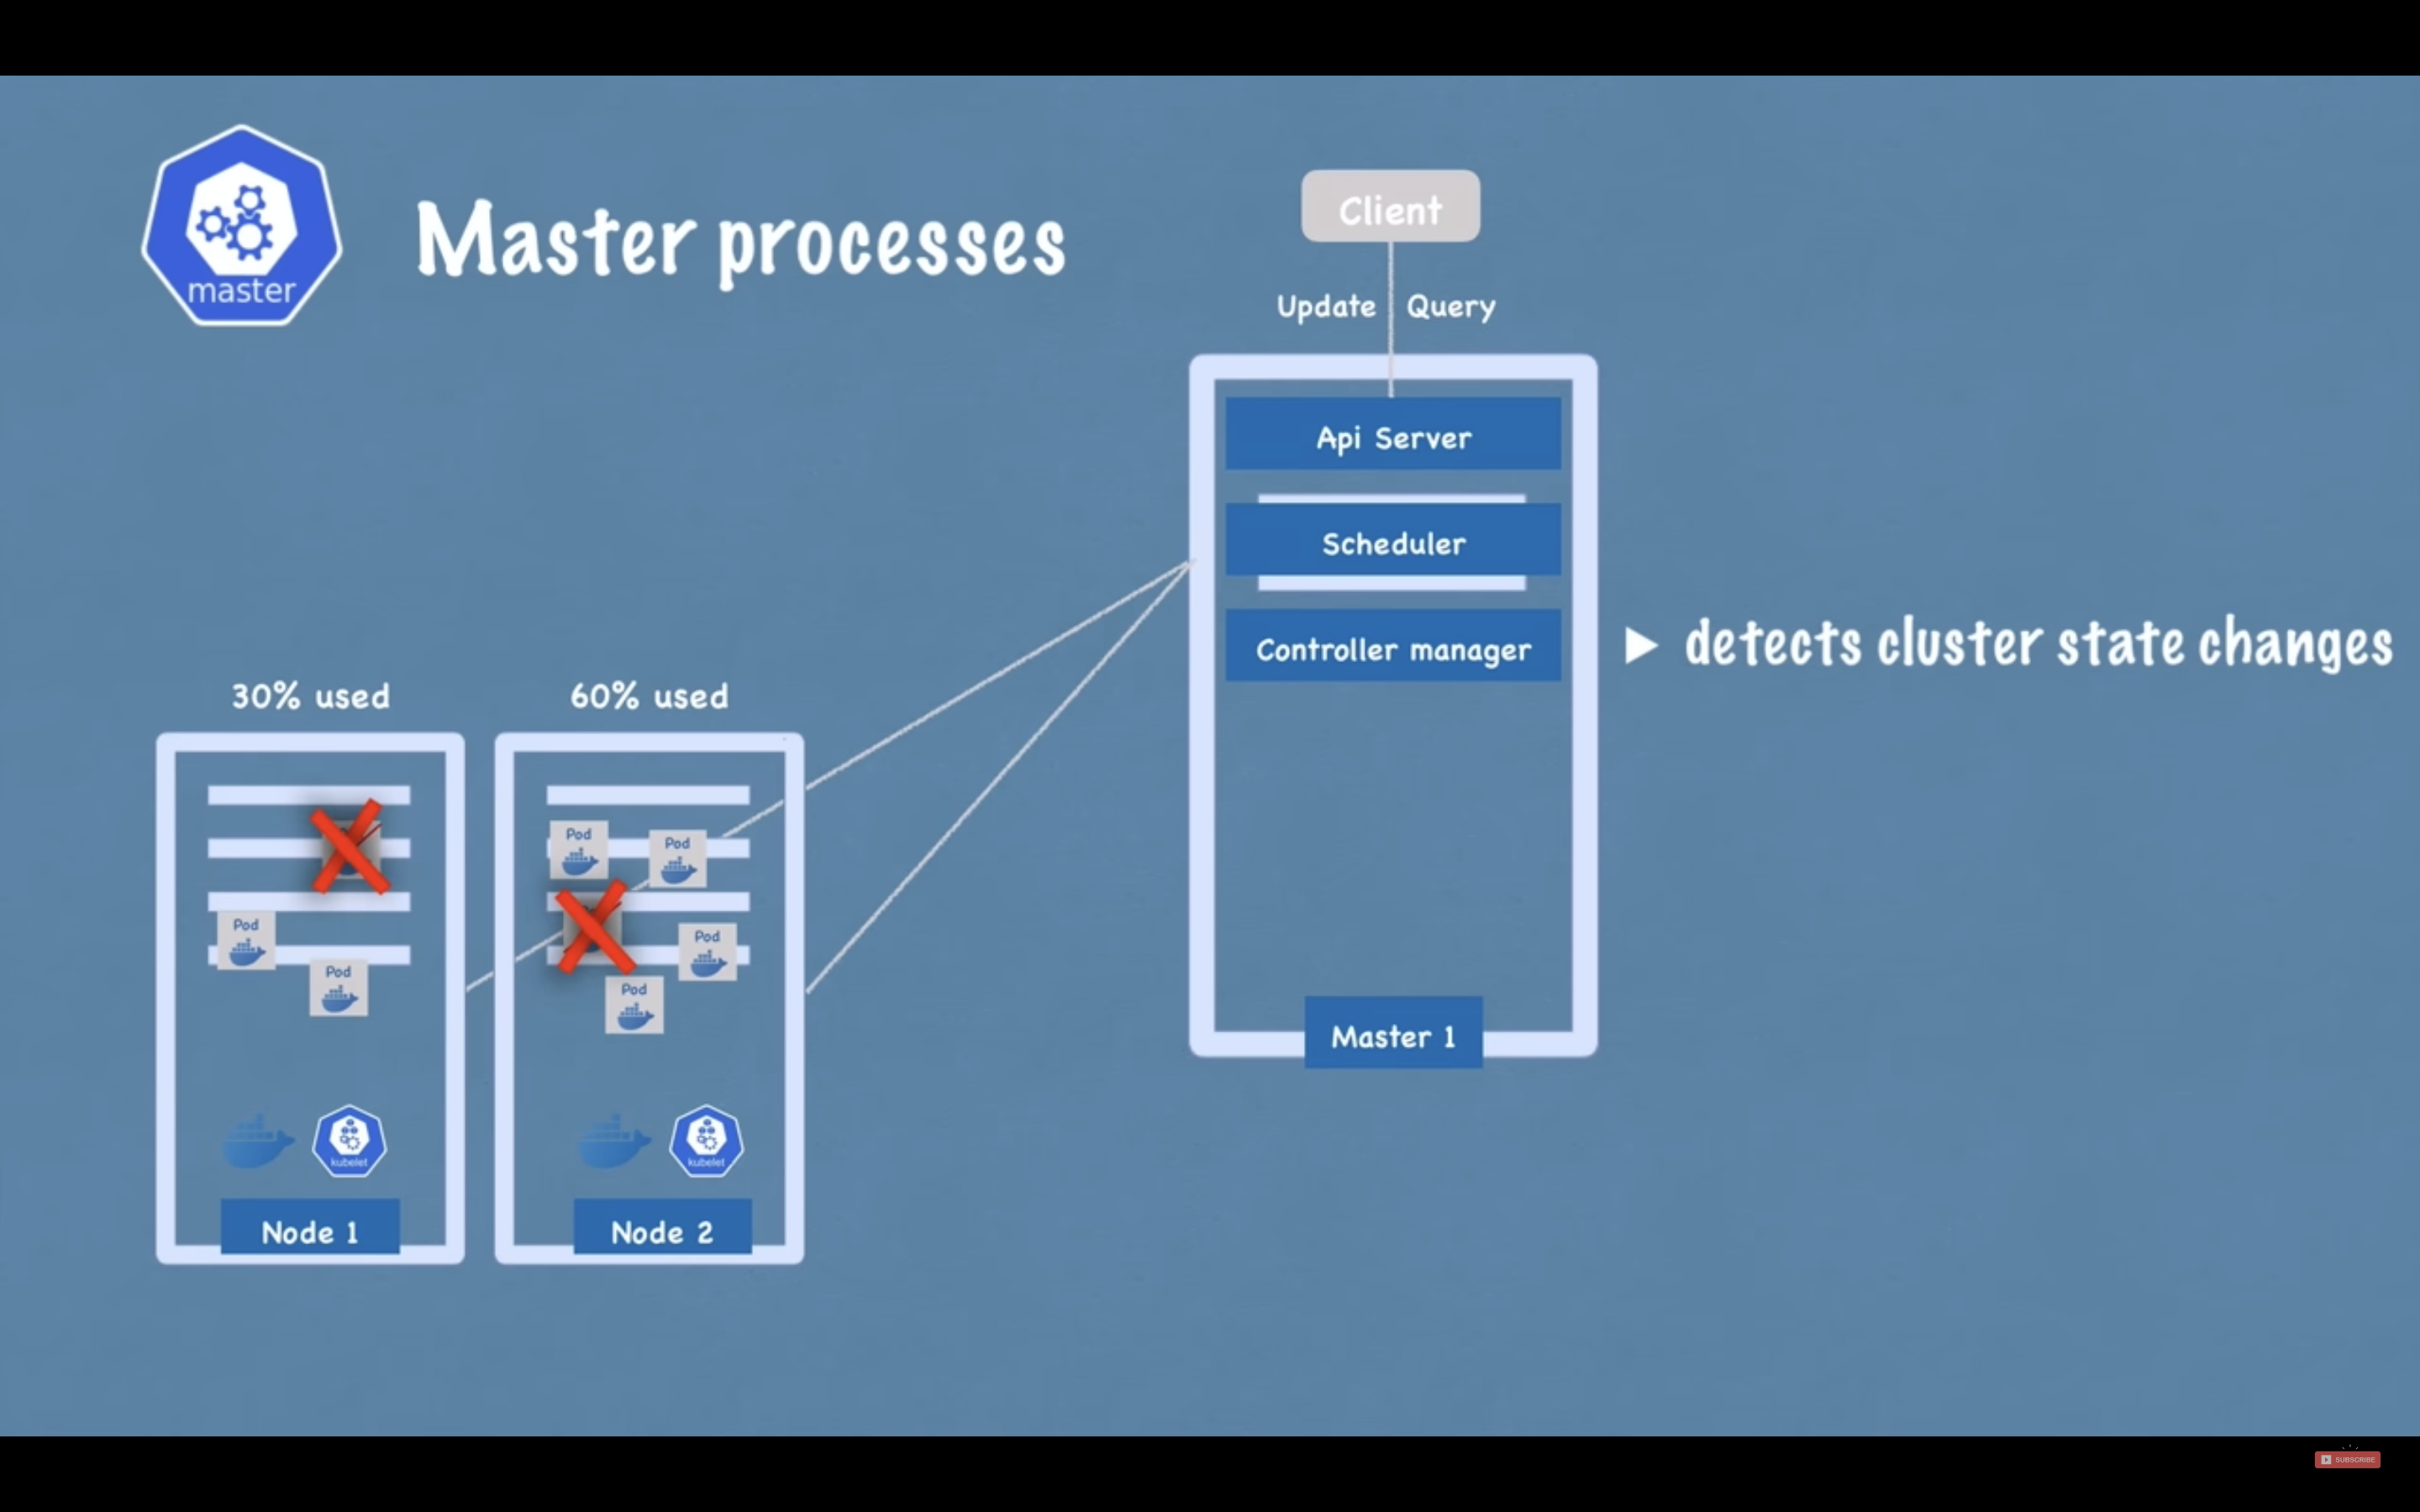 master
Master processes
Client
Update Query
Api Server
Scheduler
Controller manager
detects cluster state changes
Master 1
30% used
60% used
Pod
Pod
Pod
Pod
Pod
Pod
kubelet
kubelet
Node 1
Node 2
SUBSCRIBE